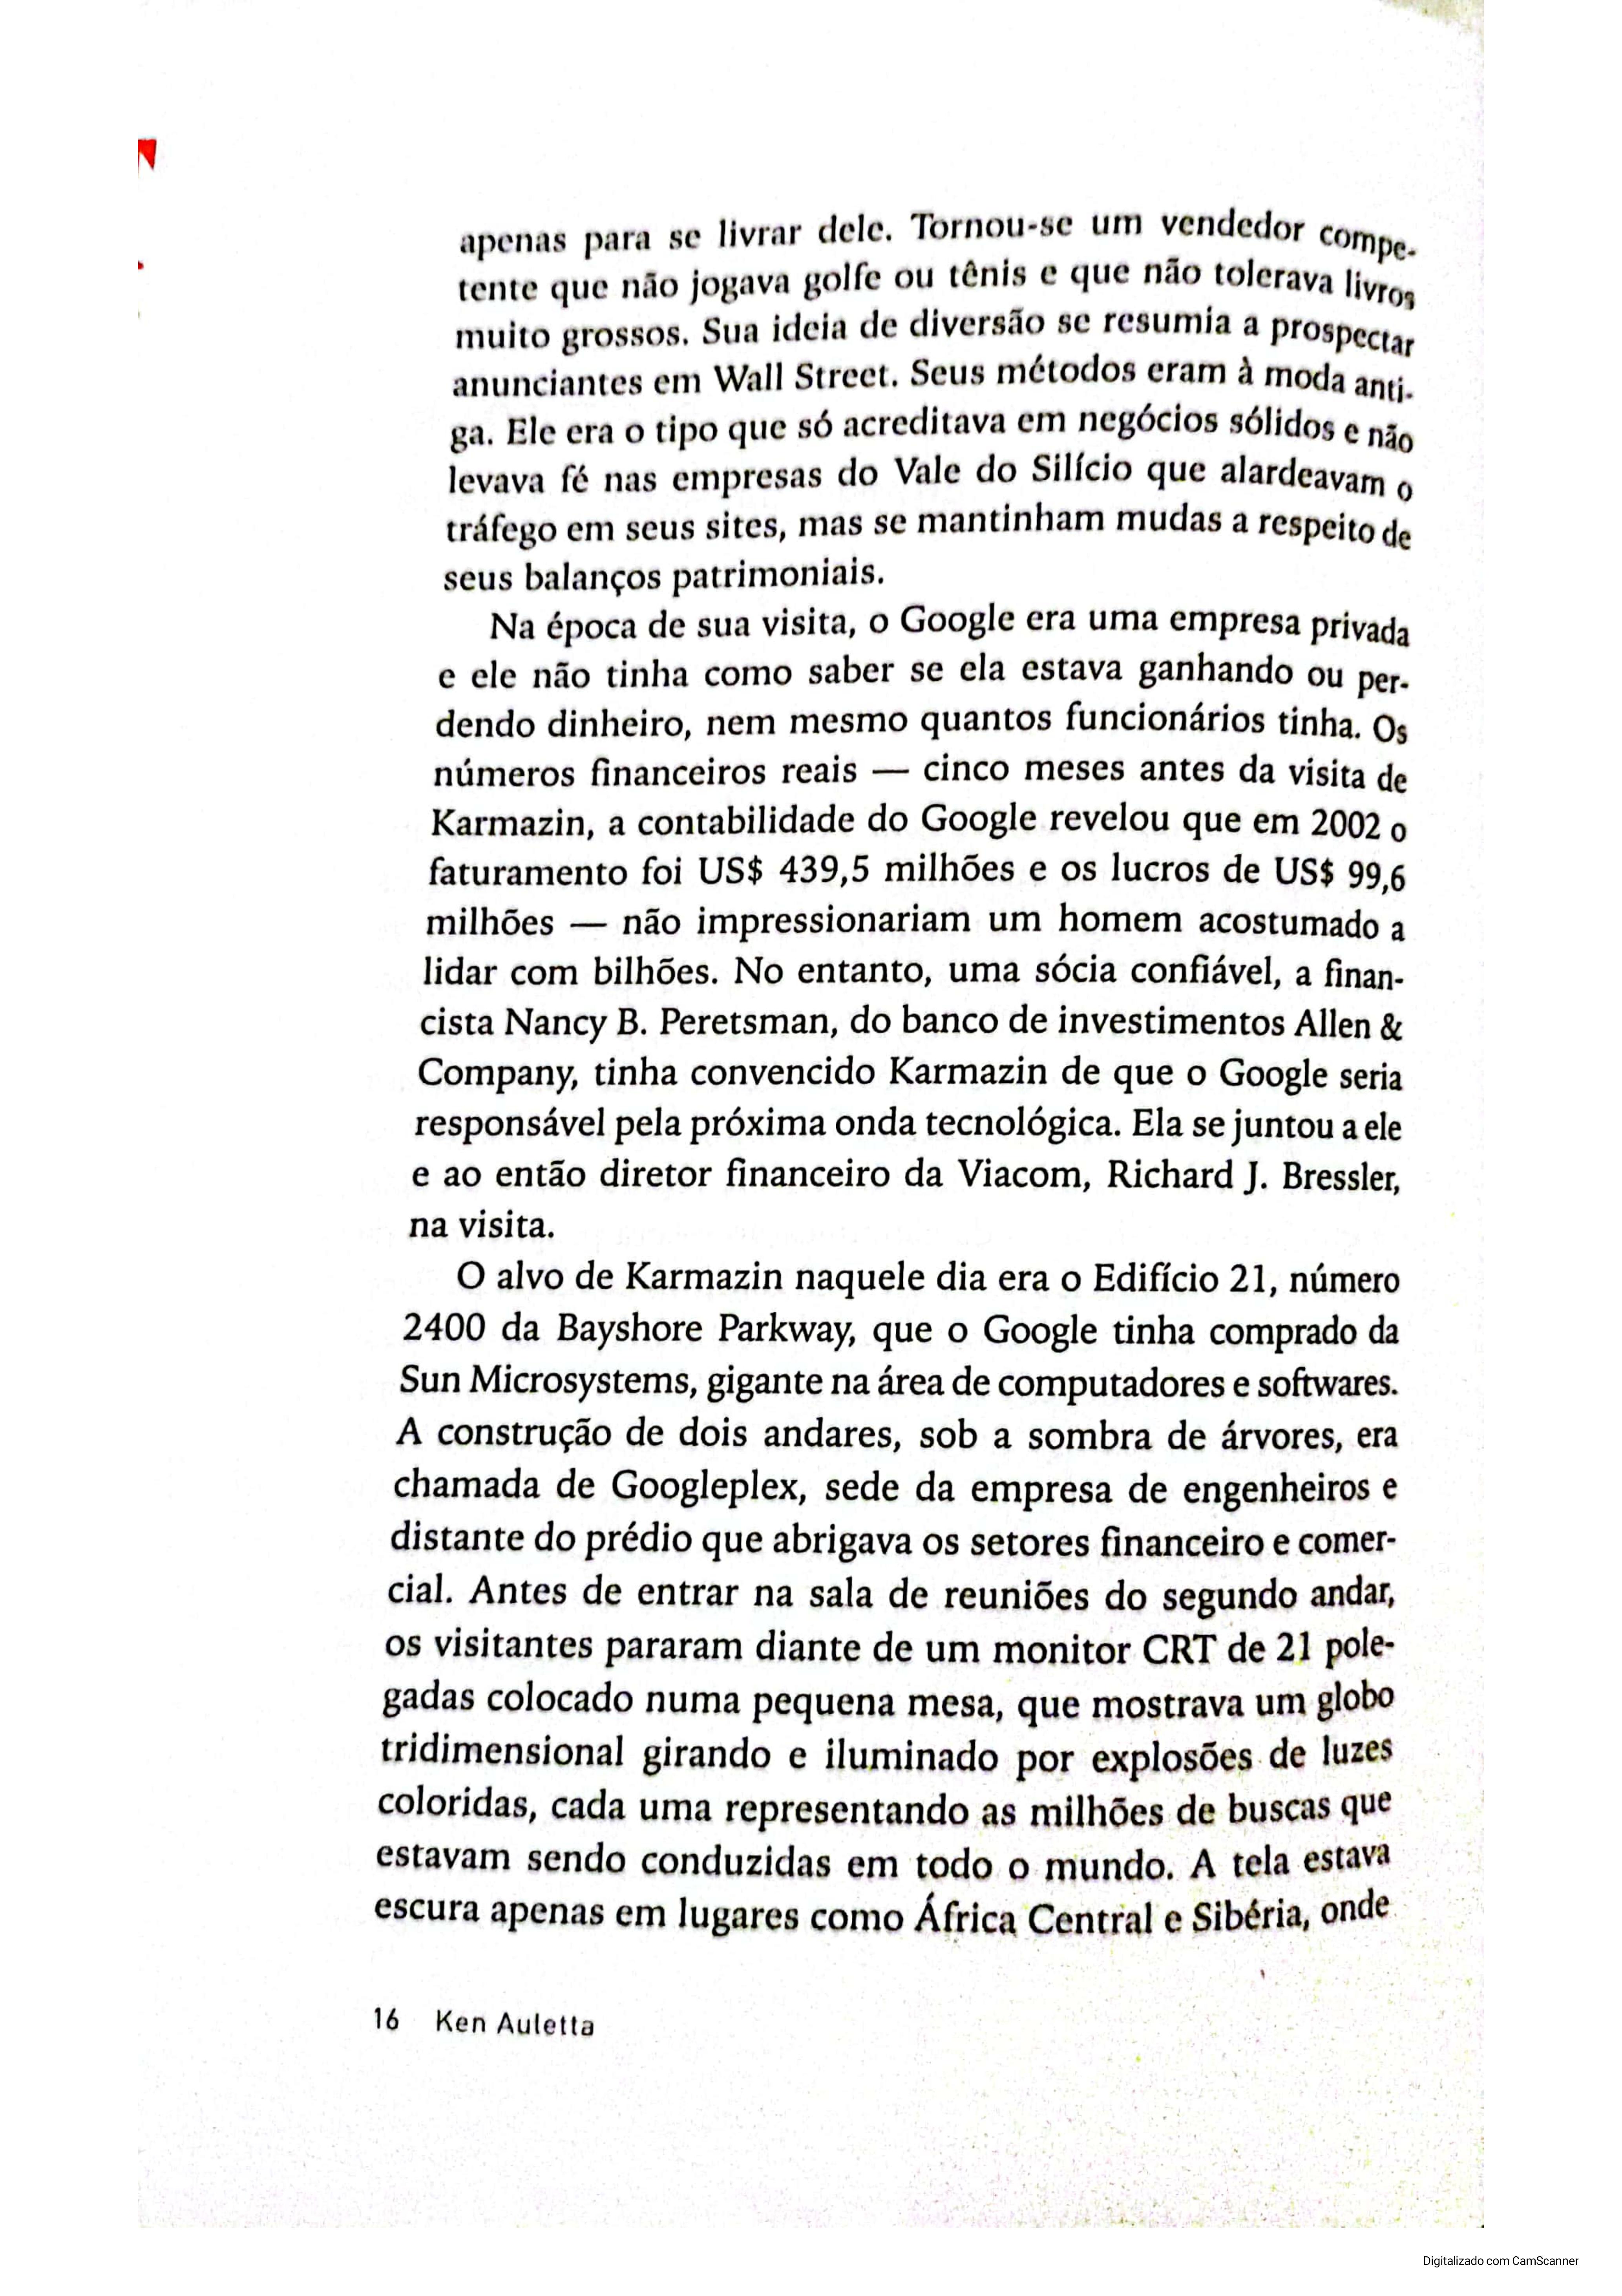 apenas para se livrar dele. Tornou-se um vendedor compe-
tente que não jogava golfe ou tênis e que não tolerava livros
muito grossos. Sua ideia de diversão se resumia a prospectar
anunciantes em Wall Street. Seus métodos eram à moda anti-
ga. Ele era o tipo que só acreditava em negócios sólidos e não
levava fé nas empresas do Vale do Silício que alardeavam o
tráfego em seus sites, mas se mantinham mudas a respeito de
seus balanços patrimoniais.
Na época de sua visita, o Google era uma empresa privada
e ele não tinha como saber se ela estava ganhando ou per-
dendo dinheiro, nem mesmo quantos funcionários tinha. Os
números financeiros reais — cinco meses antes da visita de
Karmazin, a contabilidade do Google revelou que em 2002 o
faturamento foi US$ 439,5 milhões e os lucros de US$ 99,6
milhões — não impressionariam um homem acostumado a
lidar com bilhões. No entanto, uma sócia confiável, a finan-
cista Nancy B. Peretsman, do banco de investimentos Allen &
Company, tinha convencido Karmazin de que o Google seria
responsável pela próxima onda tecnológica. Ela se juntou a ele
e ao então diretor financeiro da Viacom, Richard J. Bressler,
na visita.
O alvo de Karmazin naquele dia era o Edifício 21, número
2400 da Bayshore Parkway, que o Google tinha comprado da
Sun Microsystems, gigante na área de computadores e softwares.
A construção de dois andares, sob a sombra de árvores, era
chamada de Googleplex, sede da empresa de engenheiros e
distante do prédio que abrigava os setores financeiro e comer-
cial. Antes de entrar na sala de reuniões do segundo andar,
os visitantes pararam diante de um monitor CRT de 21 pole-
gadas colocado numa pequena mesa, que mostrava um globo
tridimensional girando e iluminado por explosões de luzes
coloridas, cada uma representando as milhões de buscas que
estavam sendo conduzidas em todo o mundo. A tela estava
escura apenas em lugares como África Central e Sibéria, onde
16 Ken Auletta
Digitalizado com CamScanner